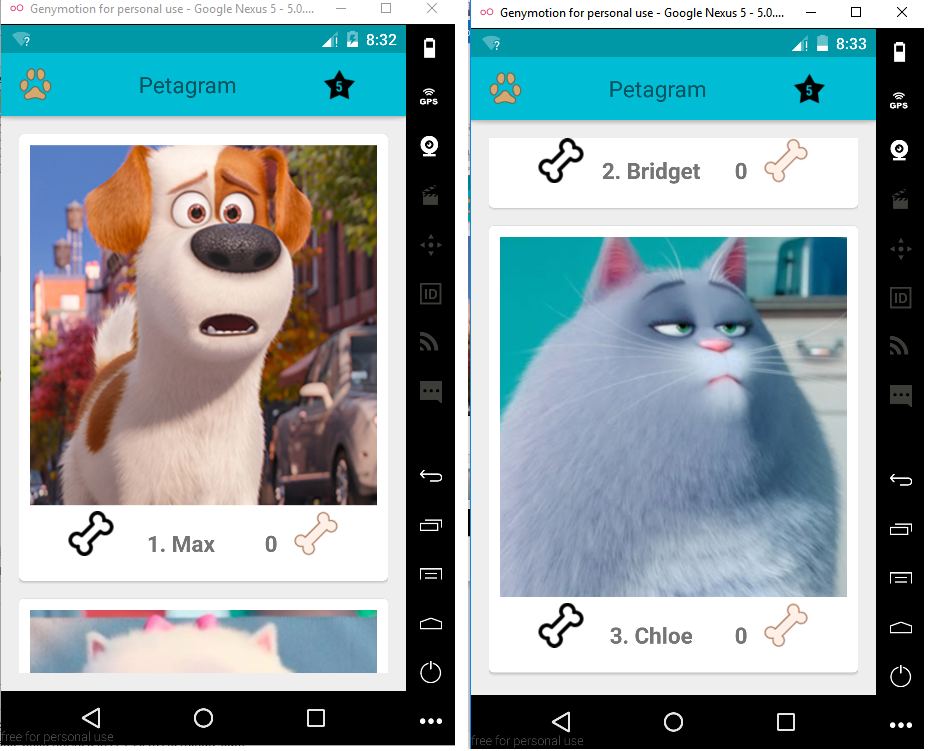 Genymotion for personal use - Google Nexus 5 - 5.0....
8:32
Petagram
5
GPS
ID
1. Max 0
free for personal use
Genymotion for personal use - Google Nexus 5 - 5.0....
8:33
Petagram
5
GPS
ID
2. Bridget 0
3. Chloe 0
free for personal use